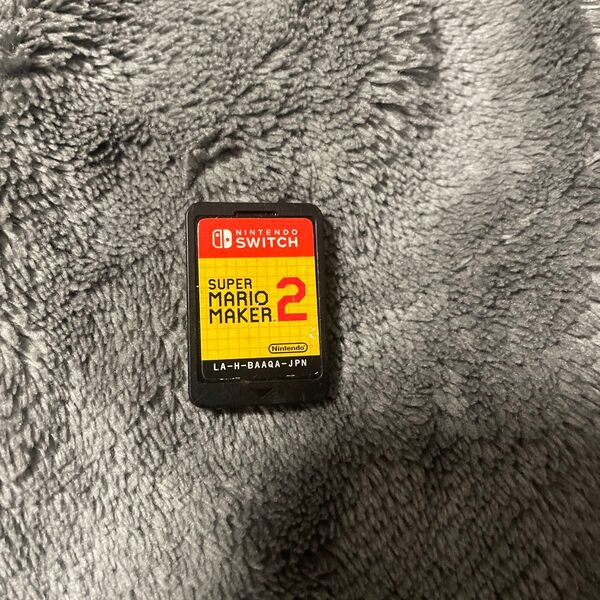 NINTENDO
SWITCH
SUPER
MARIO
MAKER 2
Nintendo
LA-H-BAAQA-JPN